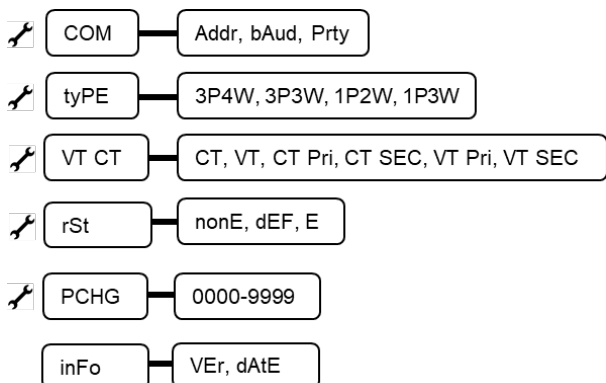 COM Addr, bAud, Prty
tyPE 3P4W, 3P3W, 1P2W, 1P3W
VT CT CT, VT, CT Pri, CT SEC, VT Pri, VT SEC
rSt nonE, dEF, E
PCHG 0000-9999
inFo VEr, dAtE